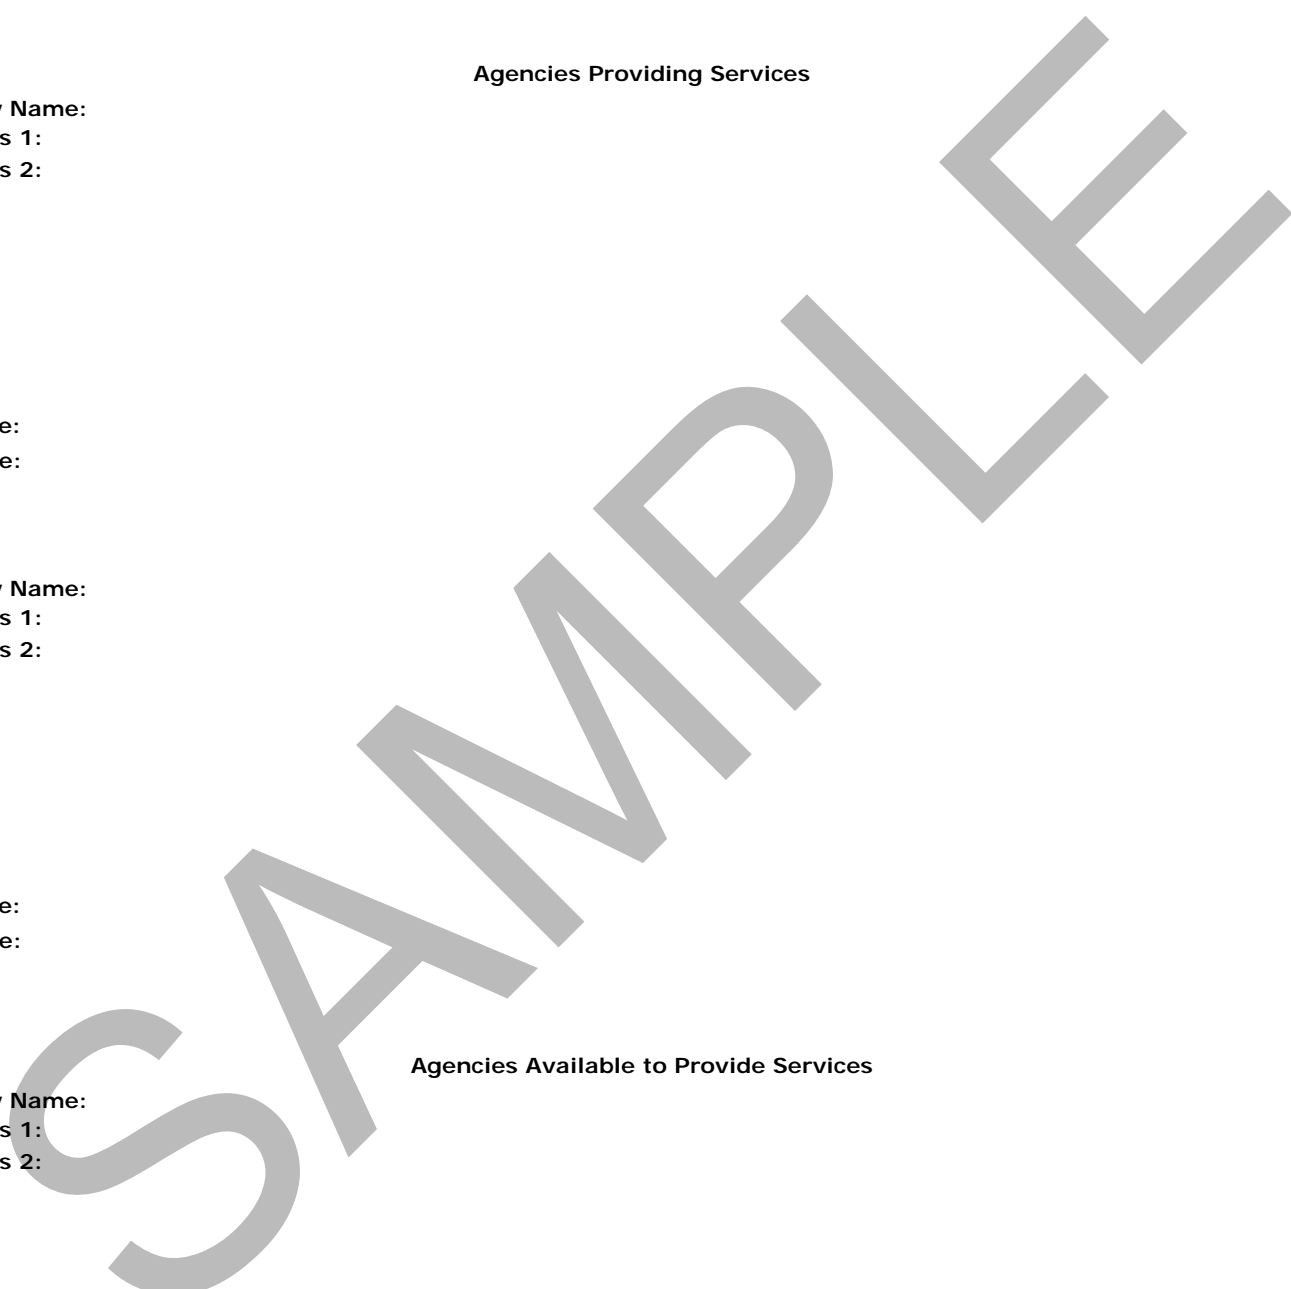 Agencies Providing Services
Name:
s 1:
s 2:
e:
e:
Name:
s 1:
s 2:
e:
e:
Agencies Available to Provide Services
Name:
s 1:
s 2:
SAMPLE